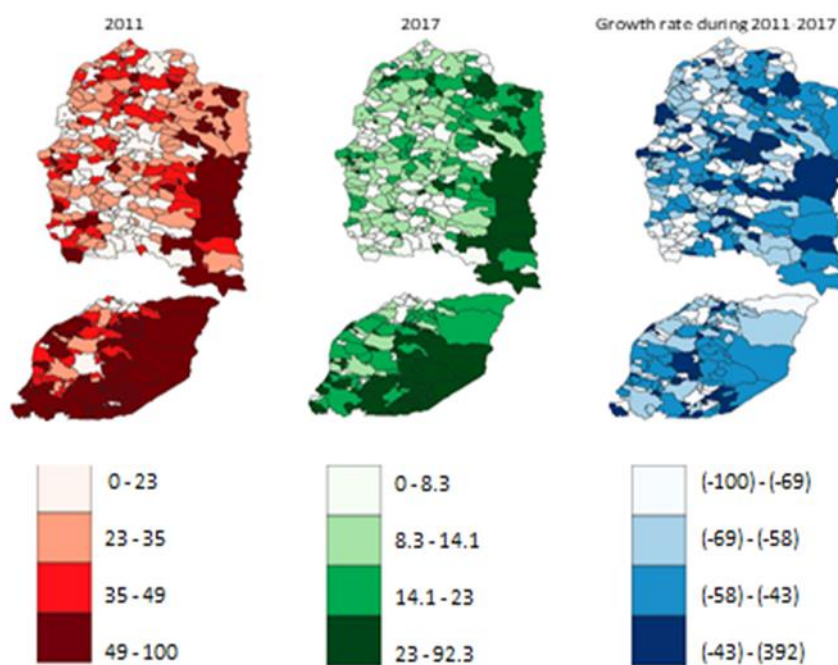 2011
2017
Growth rate during 2011-2017
0 - 23
23 - 35
35 - 49
49 - 100
0 - 8.3
8.3 - 14.1
14.1 - 23
23 - 92.3
(-100) - (-69)
(-69) - (-58)
(-58) - (-43)
(-43) - (392)